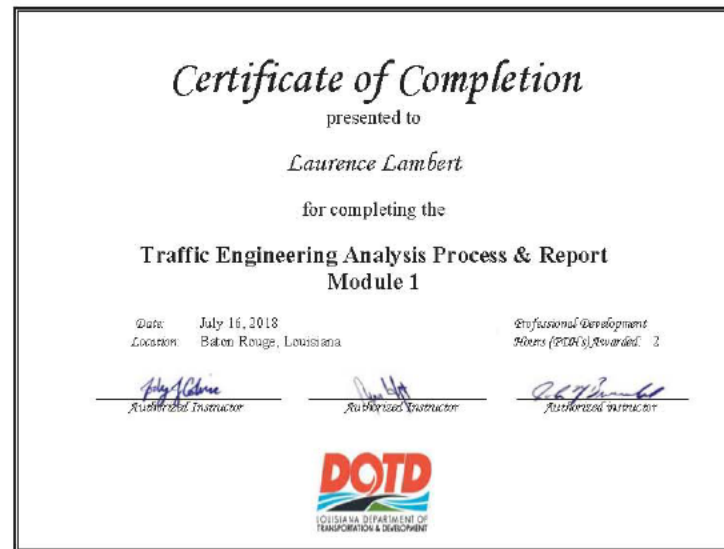 Certificate of Completion
presented to
Laurence Lambert
for completing the
Traffic Engineering Analysis Process & Report
Module 1
Date: July 16, 2018
Location: Baton Rouge, Louisiana
Professional Development
Hours (PDH's) Awarded: 2
Authorized Instructor
Authorized Instructor
Authorized instructor
DOTD
LOUISIANA DEPARTMENT OF
TRANSPORTATION & DEVELOPMENT